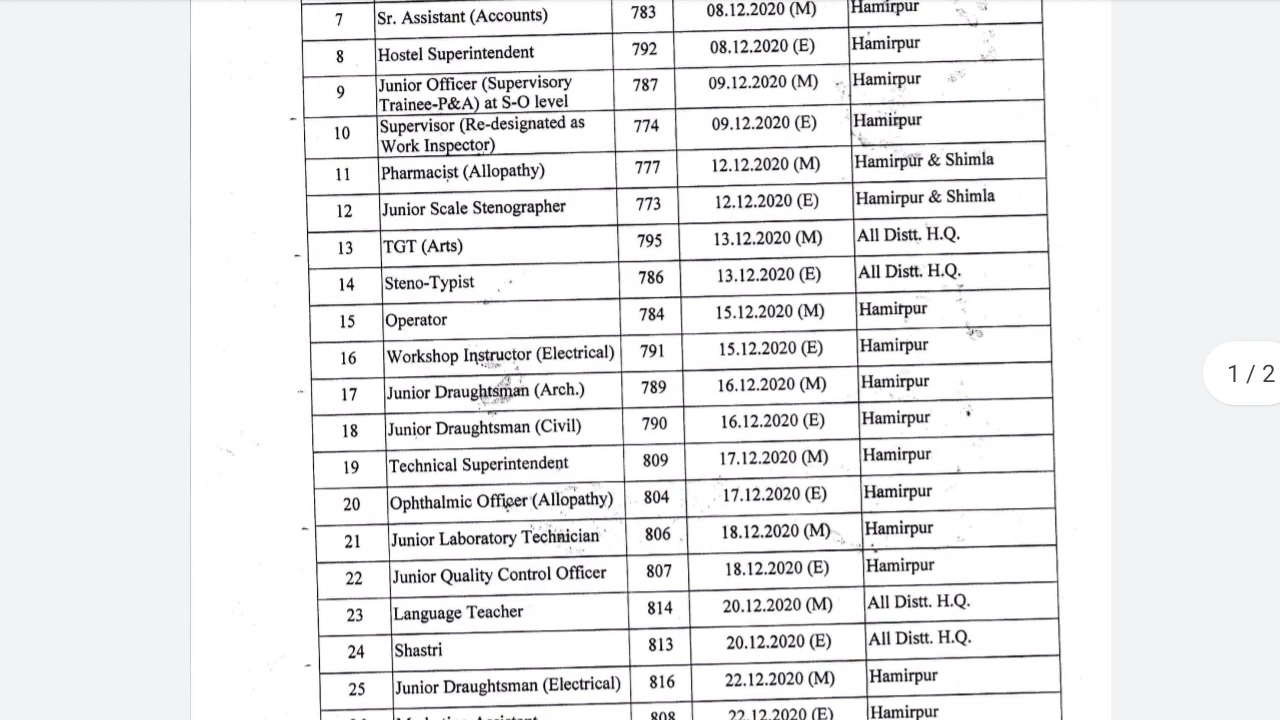 7 Sr. Assistant (Accounts) 783 08.12.2020 (M) Hamirpur
8 Hostel Superintendent 792 08.12.2020 (E) Hamirpur
9 Junior Officer (Supervisory Trainee-P&A) at S-O level 787 09.12.2020 (M) Hamirpur
10 Supervisor (Re-designated as Work Inspector) 774 09.12.2020 (E) Hamirpur
11 Pharmacist (Allopathy) 777 12.12.2020 (M) Hamirpur & Shimla
12 Junior Scale Stenographer 773 12.12.2020 (E) Hamirpur & Shimla
13 TGT (Arts) 795 13.12.2020 (M) All Distt. H.Q.
14 Steno-Typist 786 13.12.2020 (E) All Distt. H.Q.
15 Operator 784 15.12.2020 (M) Hamirpur
16 Workshop Instructor (Electrical) 791 15.12.2020 (E) Hamirpur
17 Junior Draughtsman (Arch.) 789 16.12.2020 (M) Hamirpur
18 Junior Draughtsman (Civil) 790 16.12.2020 (E) Hamirpur
19 Technical Superintendent 809 17.12.2020 (M) Hamirpur
20 Ophthalmic Officer (Allopathy) 804 17.12.2020 (E) Hamirpur
21 Junior Laboratory Technician 806 18.12.2020 (M) Hamirpur
22 Junior Quality Control Officer 807 18.12.2020 (E) Hamirpur
23 Language Teacher 814 20.12.2020 (M) All Distt. H.Q.
24 Shastri 813 20.12.2020 (E) All Distt. H.Q.
25 Junior Draughtsman (Electrical) 816 22.12.2020 (M) Hamirpur
808 22.12.2020 (E) Hamirpur
1 / 2